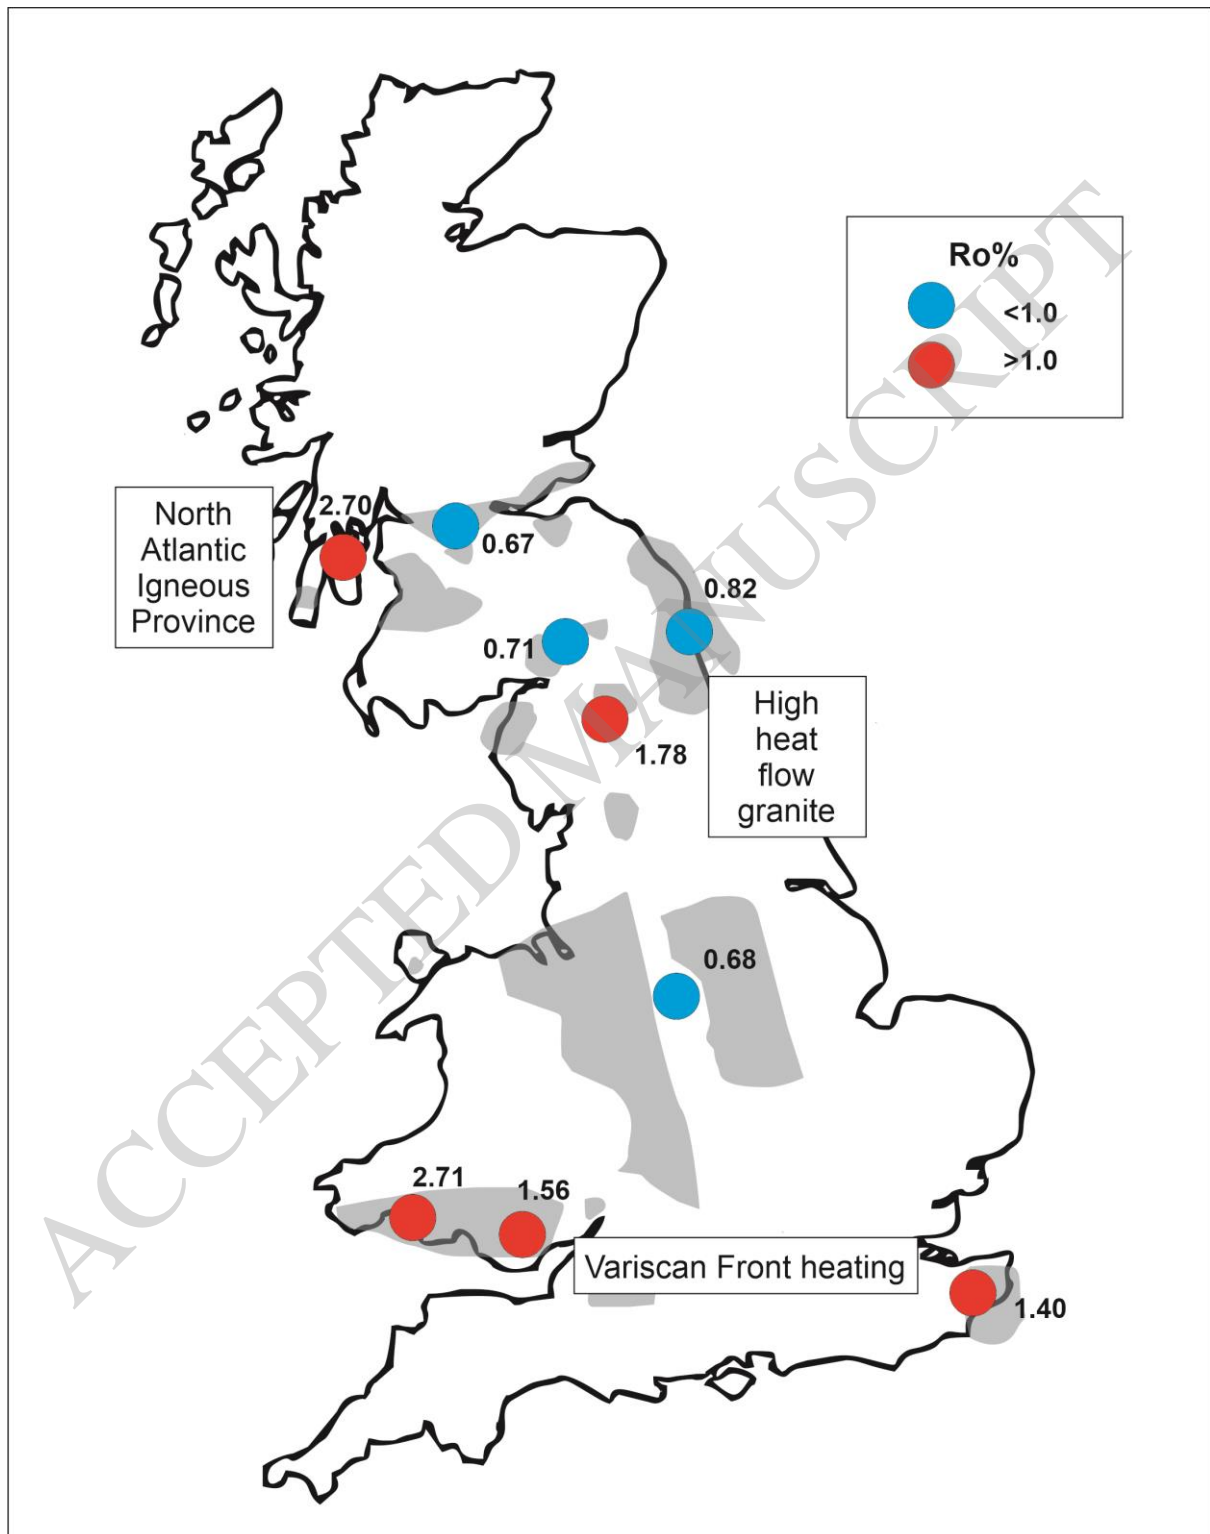 Ro%
<1.0
>1.0
North
Atlantic
Igneous
Province
2.70
0.67
0.82
0.71
1.78
High
heat
flow
granite
0.68
2.71
1.56
Variscan Front heating
1.40
ACCEPTED MANUSCRIPT